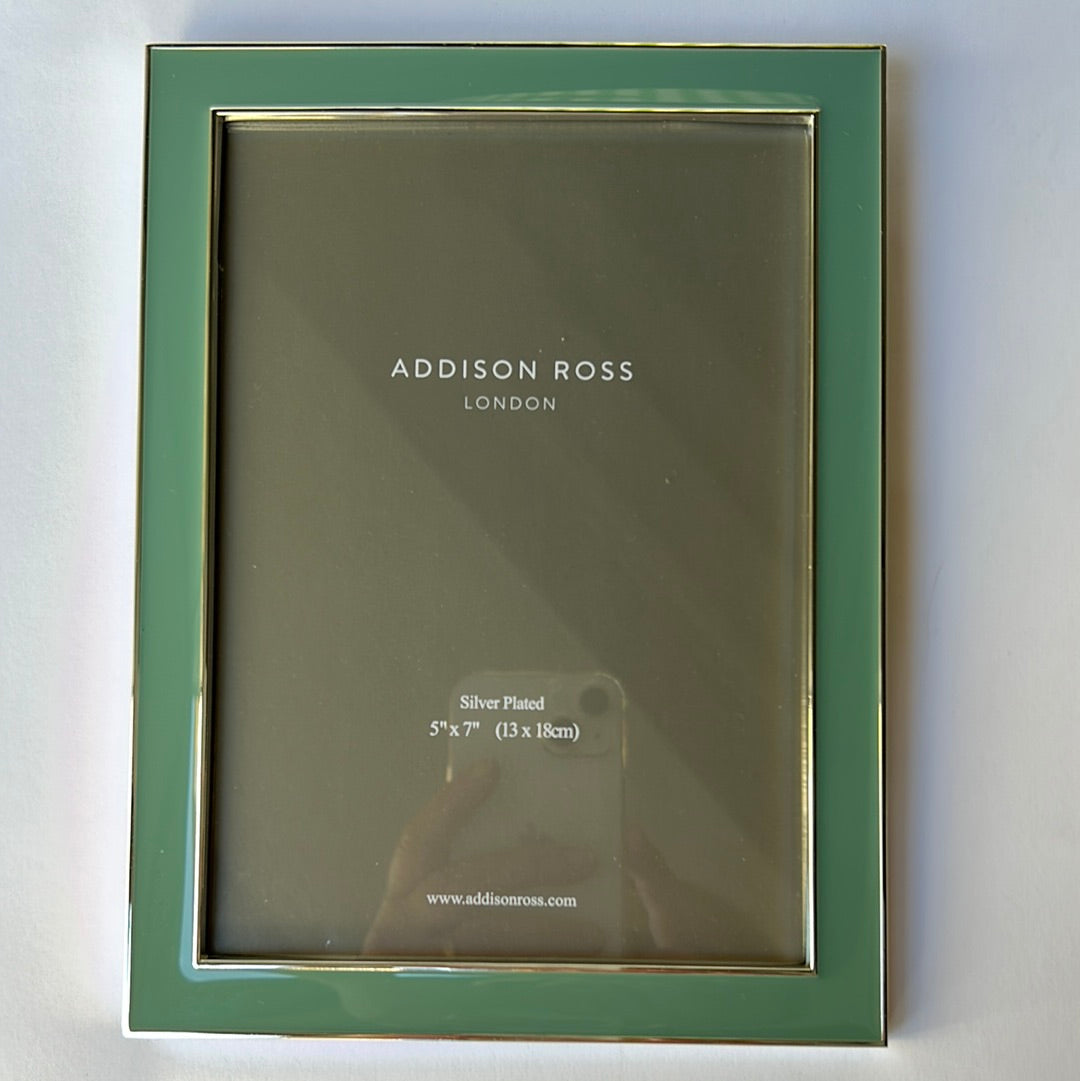 ADDISON ROSS
LONDON
Silver Plated
5" x 7" (13 x 18cm)
www.addisonross.com